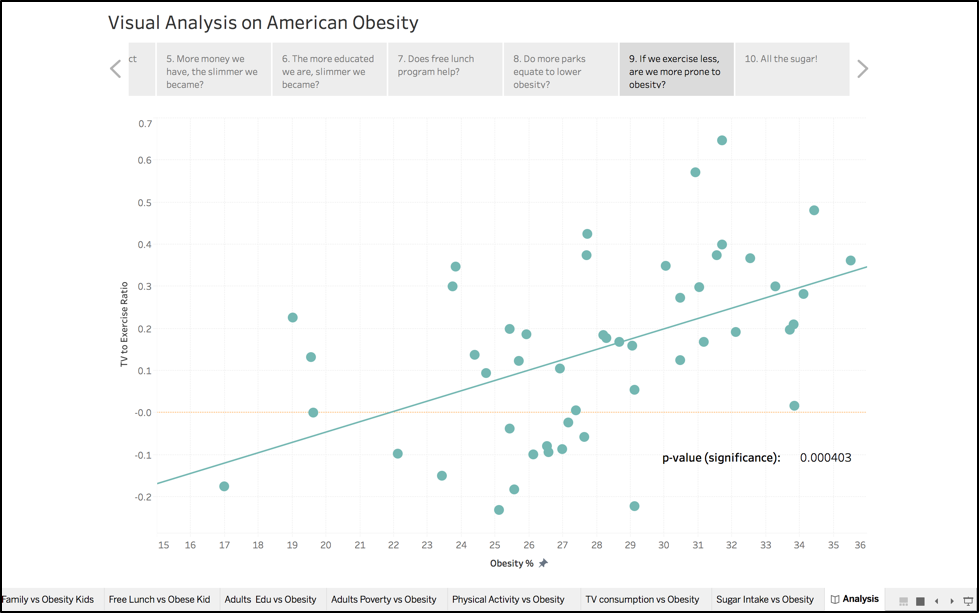 Visual Analysis on American Obesity
ct
5. More money we
have, the slimmer we
became?
6. The more educated
we are, slimmer we
became?
7. Does free lunch
program help?
8. Do more parks
equate to lower
obesity?
9. If we exercise less,
are we more prone to
obesity?
10. All the sugar!
0.7
0.6
0.5
0.4
0.3
0.2
0.1
-0.0
-0.1
-0.2
TV to Exercise Ratio
p-value (significance): 0.000403
15 16 17 18 19 20 21 22 23 24 25 26 27 28 29 30 31 32 33 34 35 36
Obesity %
Family vs Obesity Kids Free Lunch vs Obese Kid Adults Edu vs Obesity Adults Poverty vs Obesity Physical Activity vs Obesity TV consumption vs Obesity Sugar Intake vs Obesity Analysis